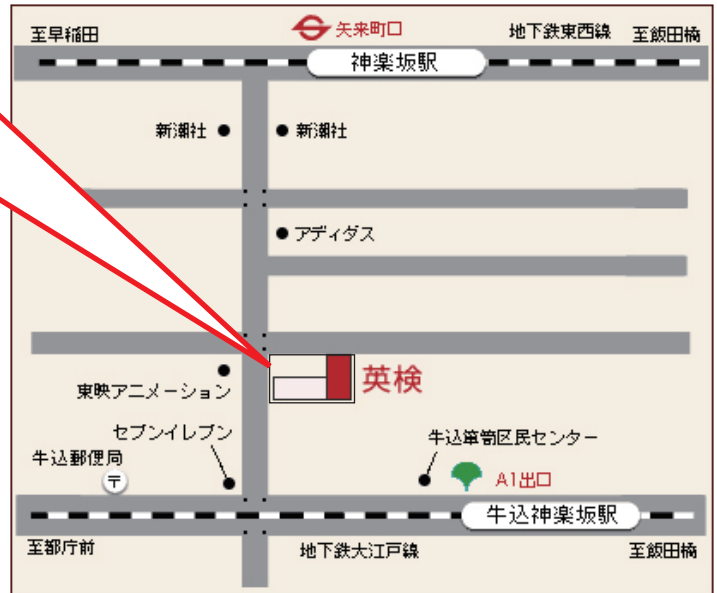 至早稲田
矢来町口
地下鉄東西線
至飯田橋
神楽坂駅
新潮社
新潮社
アディダス
英検
東映アニメーション
セブンイレブン
牛込郵便局
〒
牛込箪笥区民センター
A1出口
牛込神楽坂駅
至都庁前
地下鉄大江戸線
至飯田橋